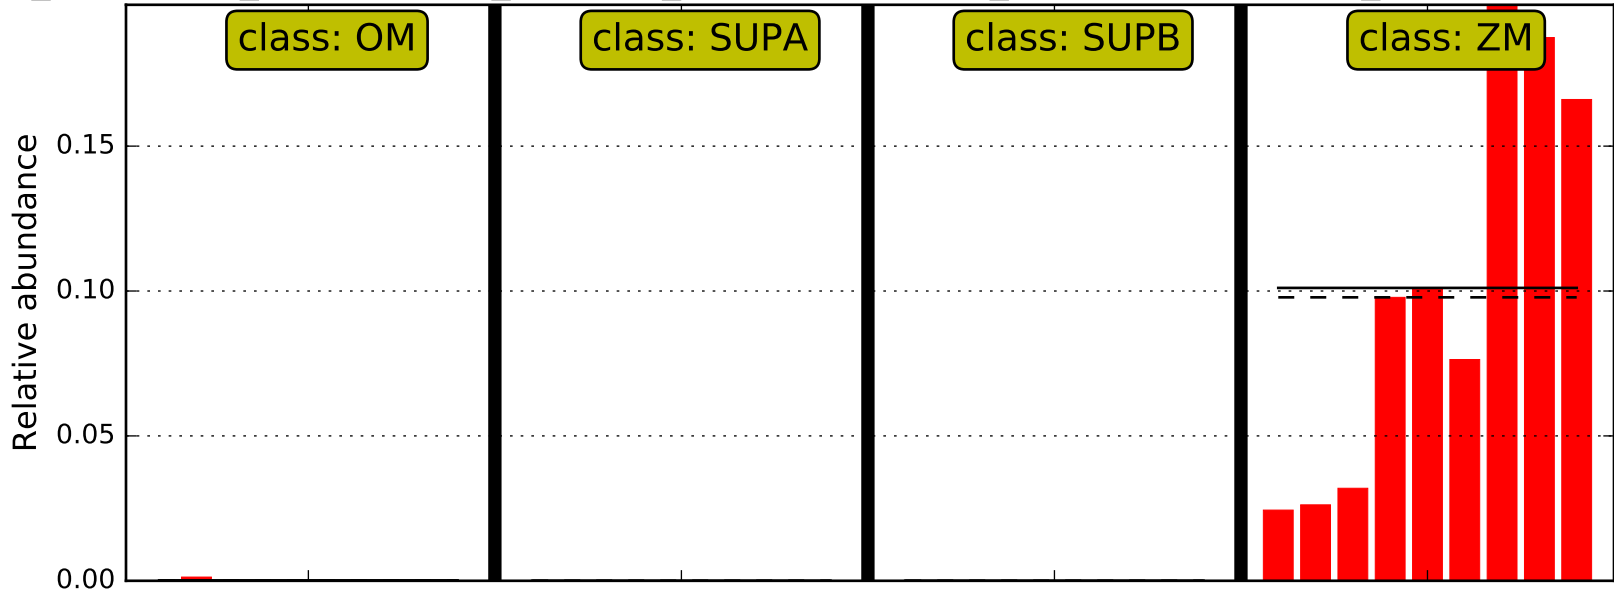 class: OM
class: SUPA
class: SUPB
class: ZM
Relative abundance
0.15
0.10
0.05
0.00